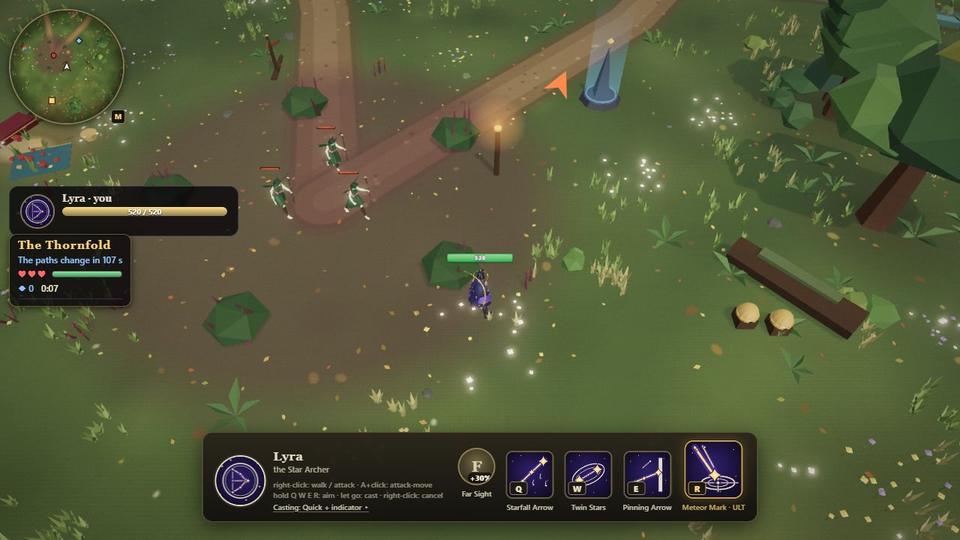 M
Lyra · you
520 / 520
The Thornfold
The paths change in 107 s
0 0:07
520
Lyra
the Star Archer
right-click: walk / attack · A+click: attack-move
hold Q W E R: aim · let go: cast · right-click: cancel
Casting: Quick + indicator
F
+30%
Far Sight
Q
Starfall Arrow
W
Twin Stars
E
Pinning Arrow
R
Meteor Mark · ULT